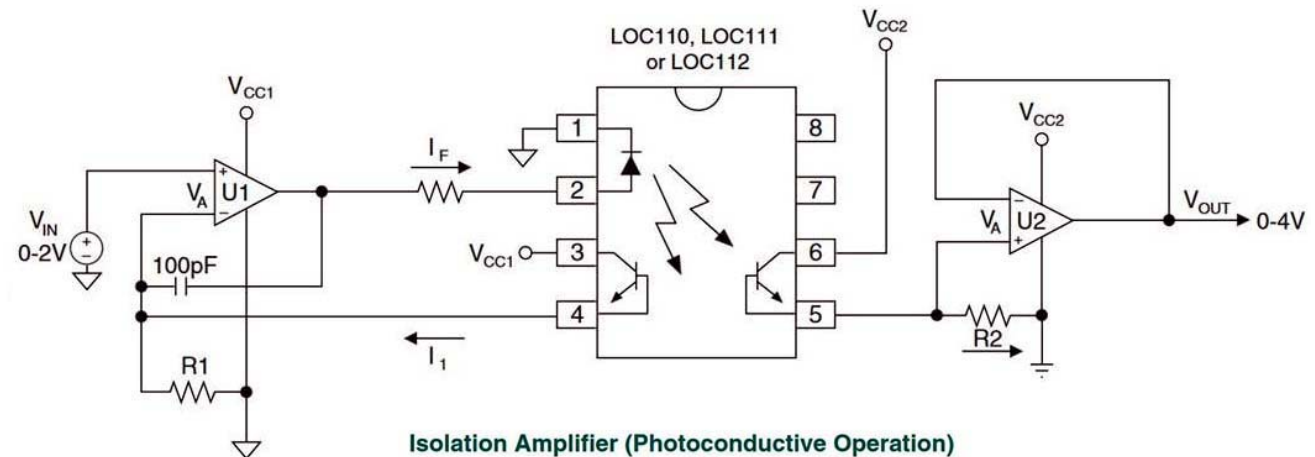 LOC110, LOC111
or LOC112
VCC2
VCC1
VCC2
IF
1
8
2
7
VCC1
3
6
4
5
+
VA U1
−
VIN
+
−
0-2V
100pF
I1
R1
−
VA U2
+
VOUT
0-4V
R2
Isolation Amplifier (Photoconductive Operation)